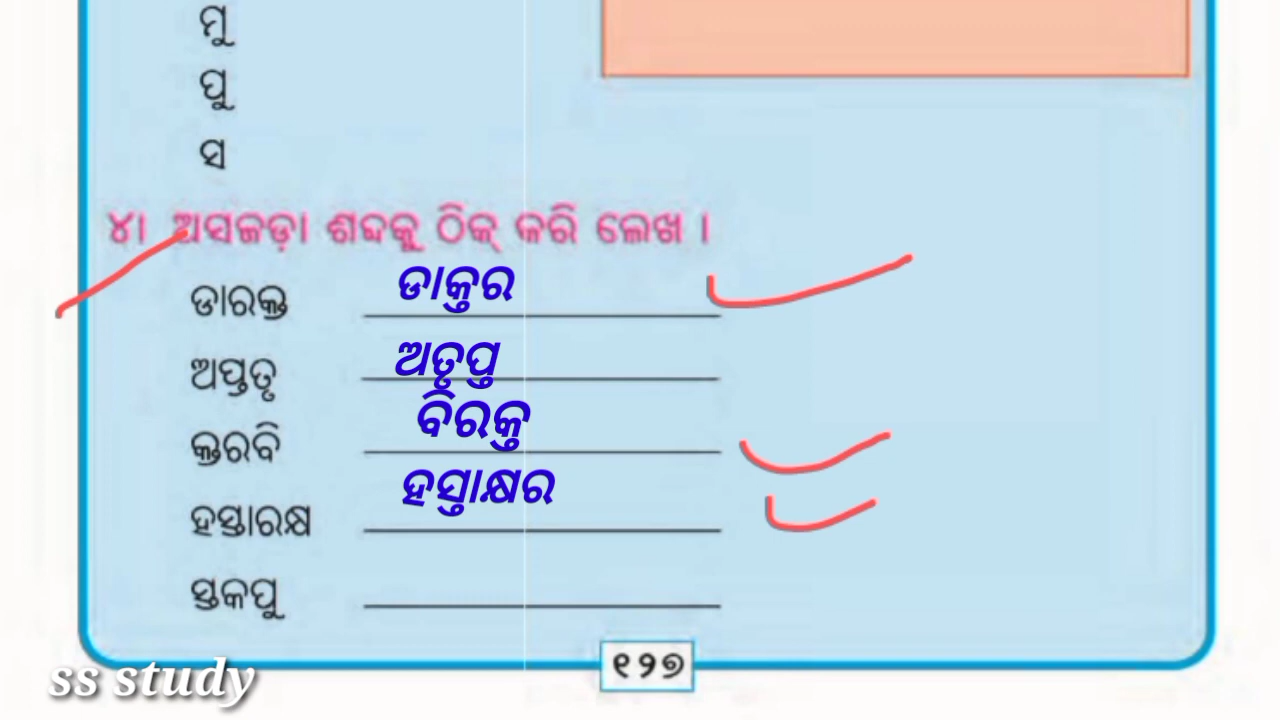 ମୁ
ପୁ
ସ
୪। ଅସଜଡ଼ା ଶବ୍ଦକୁ ଠିକ୍ କରି ଲେଖ ।
ଡାରକ୍ତ ଡାକ୍ତର
ଅପ୍ତତୃ ଅତୃପ୍ତ
କ୍ତରବି ବିରକ୍ତ
ହସ୍ତାରକ୍ଷ ହସ୍ତାକ୍ଷର
ସ୍ତକପୁ
୧୨୭
ss study